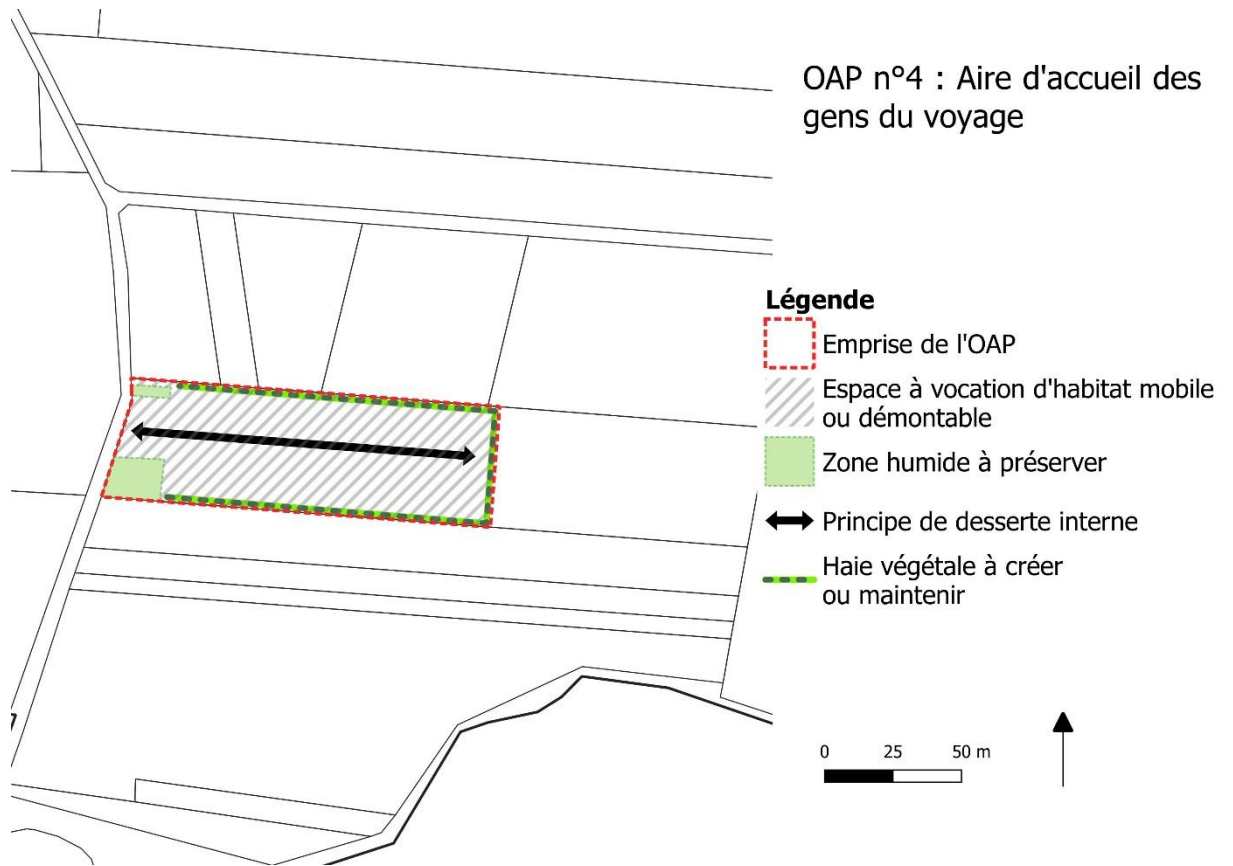 OAP n°4 : Aire d'accueil des
gens du voyage
Légende
Emprise de l'OAP
Espace à vocation d'habitat mobile
ou démontable
Zone humide à préserver
Principe de desserte interne
Haie végétale à créer
ou maintenir
0 25 50 m